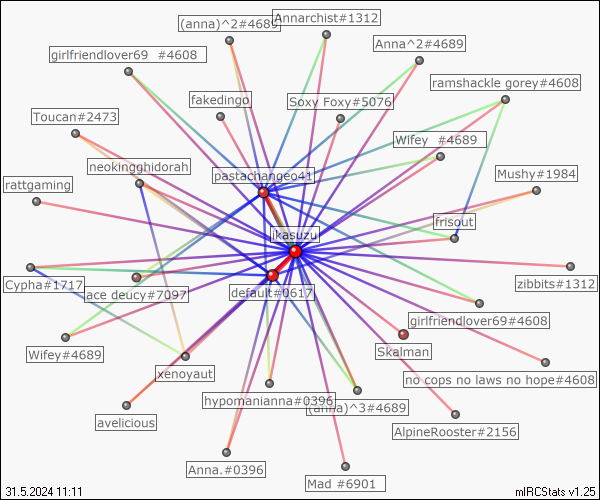 (anna)^2#4689
Annarchist#1312
Anna^2#4689
girlfriendlover69 #4608
ramshackle gorey#4608
fakedingo
Soxy Foxy#5076
Toucan#2473
Wifey #4689
neokingghidorah
pastachangeo41
Mushy#1984
rattgaming
frisout
ikasuzu
Cypha#1717
zibbits#1312
ace deucy#7097
default#0617
girlfriendlover69#4608
Wifey#4689
Skalman
xenoyaut
no cops no laws no hope#4608
hypomanianna#0396
(anna)^3#4689
avelicious
AlpineRooster#2156
Anna.#0396
Mad #6901
31.5.2024 11:11
mIRCStats v1.25